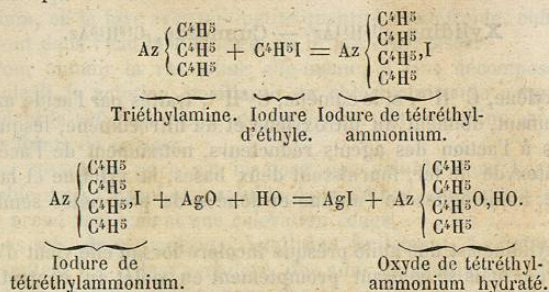 Az { C⁴H⁵ C⁴H⁵ C⁴H⁵ + C⁴H⁵I = Az { C⁴H⁵ C⁴H⁵ C⁴H⁵ C⁴H⁵ ,I
Triéthylamine. Iodure d'éthyle. Iodure de tétréthyl-ammonium.
Az { C⁴H⁵ C⁴H⁵ C⁴H⁵ C⁴H⁵ ,I + AgO + HO = AgI + Az { C⁴H⁵ C⁴H⁵ C⁴H⁵ C⁴H⁵ O,HO.
Iodure de tétréthylammonium. Oxyde de tétréthyl-ammonium hydraté.